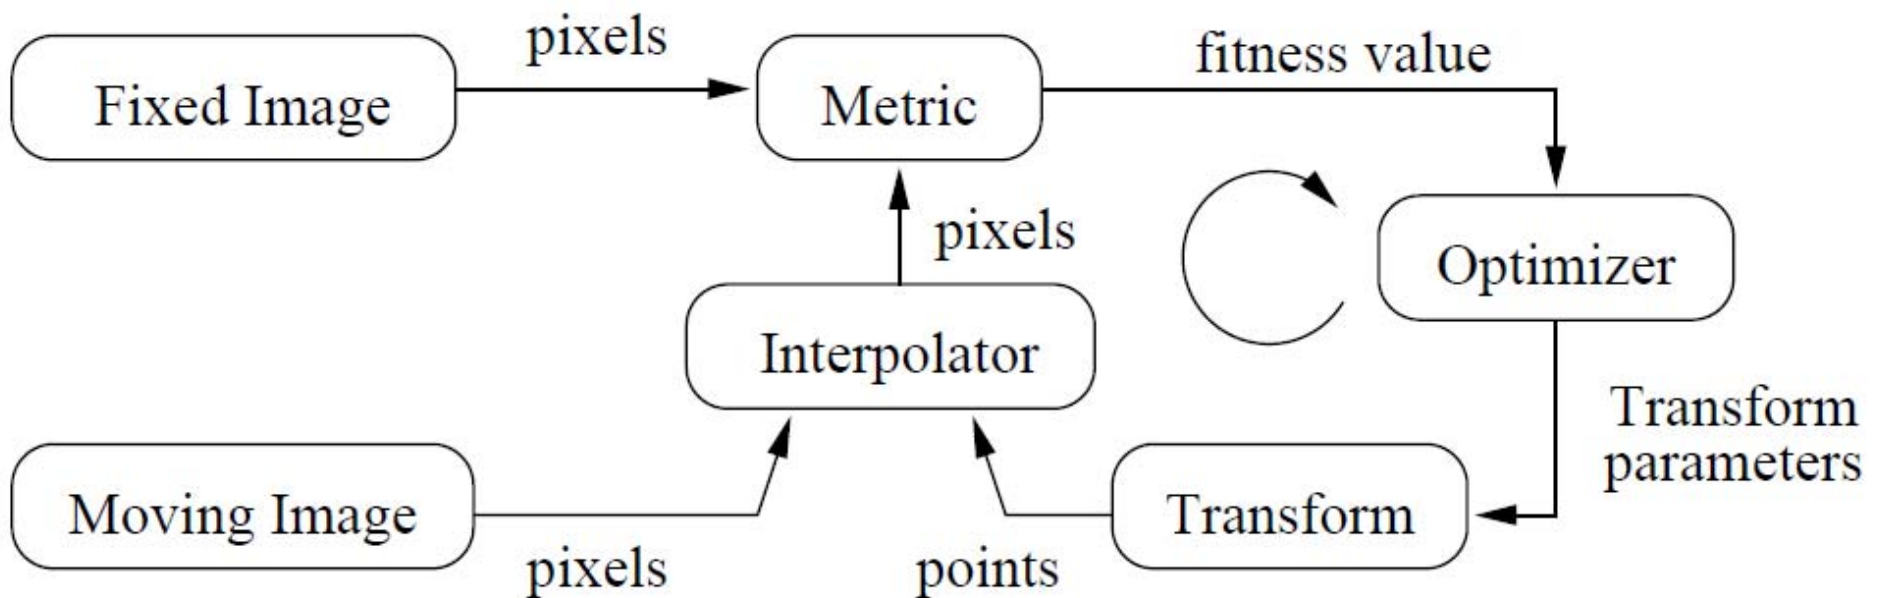 pixels
fitness value
Fixed Image
Metric
pixels
Optimizer
Interpolator
Transform
parameters
Moving Image
Transform
pixels
points